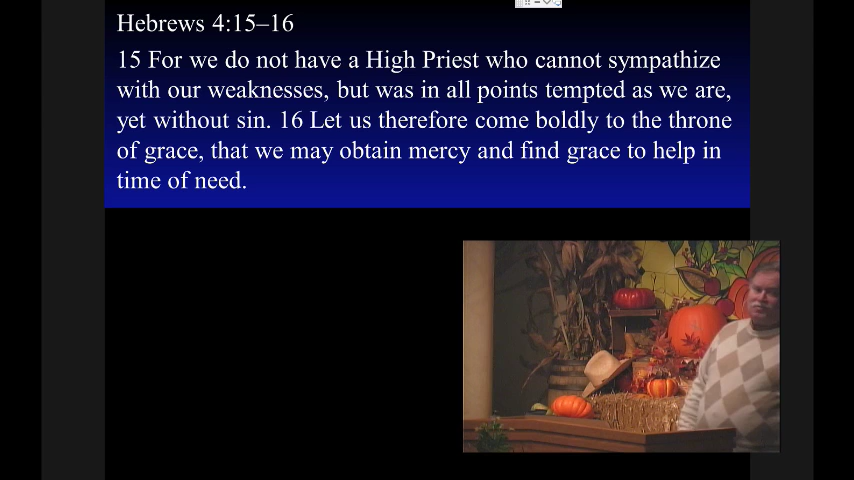 Hebrews 4:15–16
15 For we do not have a High Priest who cannot sympathize
with our weaknesses, but was in all points tempted as we are,
yet without sin. 16 Let us therefore come boldly to the throne
of grace, that we may obtain mercy and find grace to help in
time of need.